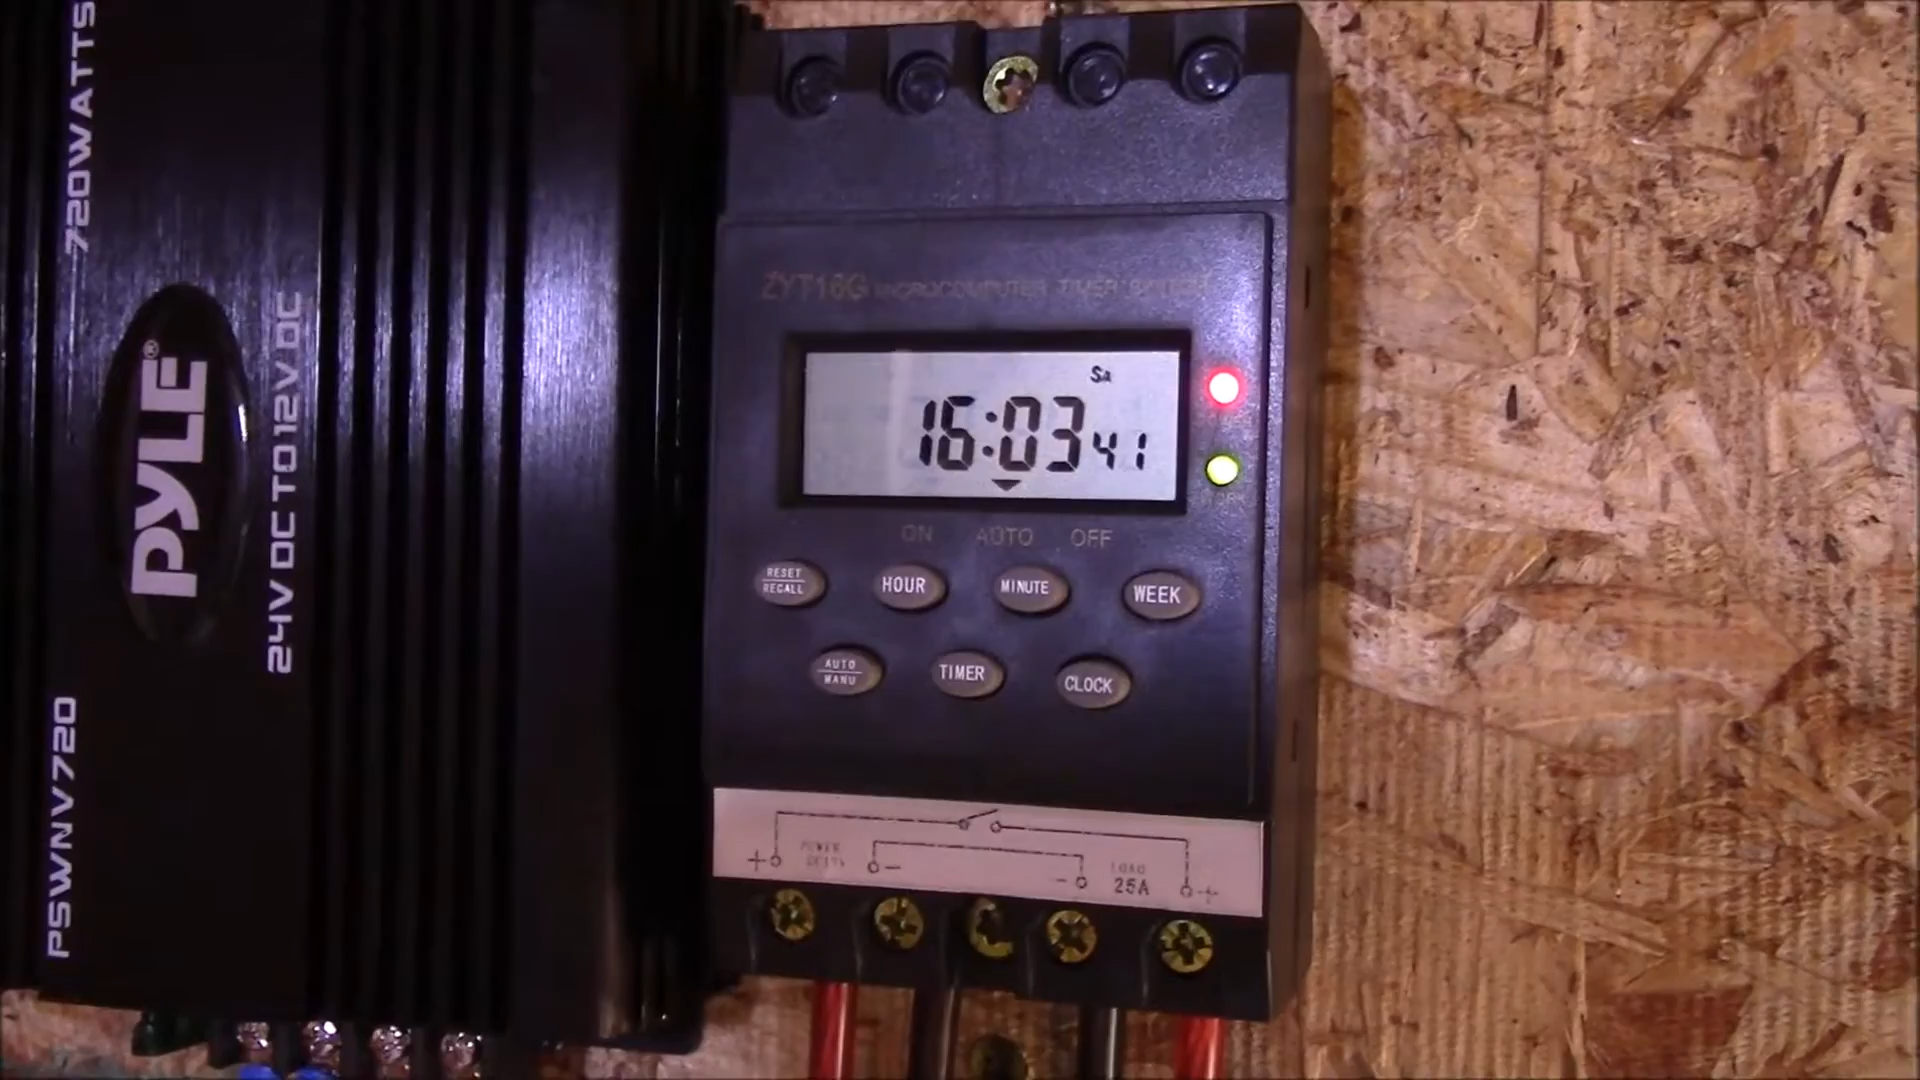 720WATTS
PYLE®
24V DC TO 12V DC
PSWNV720
ZYT16G MICROCOMPUTER TIMER SWITCH
Sa
16:03 41
WORK
ON AUTO OFF
RESET
RECALL
HOUR
MINUTE
WEEK
AUTO
MANU
TIMER
CLOCK
+ POWER - - LOAD +
25A